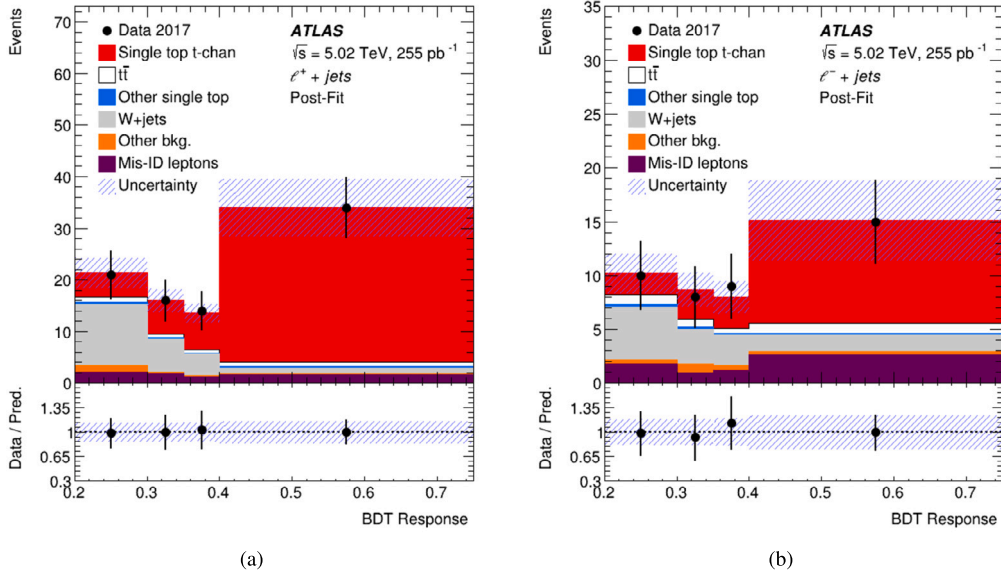 Events
70
60
50
40
30
20
10
0
Data 2017
Single top t-chan
tt̄
Other single top
W+jets
Other bkg.
Mis-ID leptons
Uncertainty
ATLAS
√s = 5.02 TeV, 255 pb⁻¹
ℓ⁺ + jets
Post-Fit
Data / Pred.
1.35
1
0.65
0.3
0.2 0.3 0.4 0.5 0.6 0.7
BDT Response
(a)
Events
35
30
25
20
15
10
5
0
Data 2017
Single top t-chan
tt̄
Other single top
W+jets
Other bkg.
Mis-ID leptons
Uncertainty
ATLAS
√s = 5.02 TeV, 255 pb⁻¹
ℓ⁻ + jets
Post-Fit
Data / Pred.
1.35
1
0.65
0.3
0.2 0.3 0.4 0.5 0.6 0.7
BDT Response
(b)